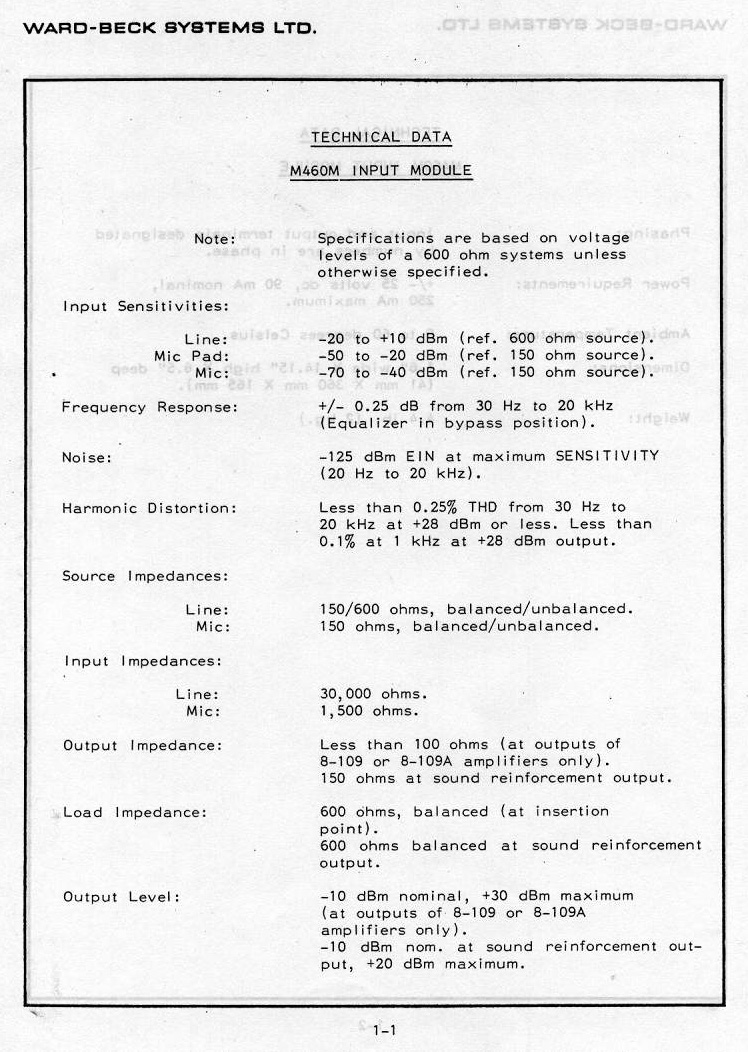 WARD-BECK SYSTEMS LTD.
TECHNICAL DATA
M460M INPUT MODULE
Note: Specifications are based on voltage
levels of a 600 ohm systems unless
otherwise specified.
Input Sensitivities:
Line: -20 to +10 dBm (ref. 600 ohm source).
Mic Pad: -50 to -20 dBm (ref. 150 ohm source).
Mic: -70 to -40 dBm (ref. 150 ohm source).
Frequency Response: +/- 0.25 dB from 30 Hz to 20 kHz
(Equalizer in bypass position).
Noise: -125 dBm EIN at maximum SENSITIVITY
(20 Hz to 20 kHz).
Harmonic Distortion: Less than 0.25% THD from 30 Hz to
20 kHz at +28 dBm or less. Less than
0.1% at 1 kHz at +28 dBm output.
Source Impedances:
Line: 150/600 ohms, balanced/unbalanced.
Mic: 150 ohms, balanced/unbalanced.
Input Impedances:
Line: 30,000 ohms.
Mic: 1,500 ohms.
Output Impedance: Less than 100 ohms (at outputs of
8-109 or 8-109A amplifiers only).
150 ohms at sound reinforcement output.
Load Impedance: 600 ohms, balanced (at insertion
point).
600 ohms balanced at sound reinforcement
output.
Output Level: -10 dBm nominal, +30 dBm maximum
(at outputs of 8-109 or 8-109A
amplifiers only).
-10 dBm nom. at sound reinforcement out-
put, +20 dBm maximum.
1-1